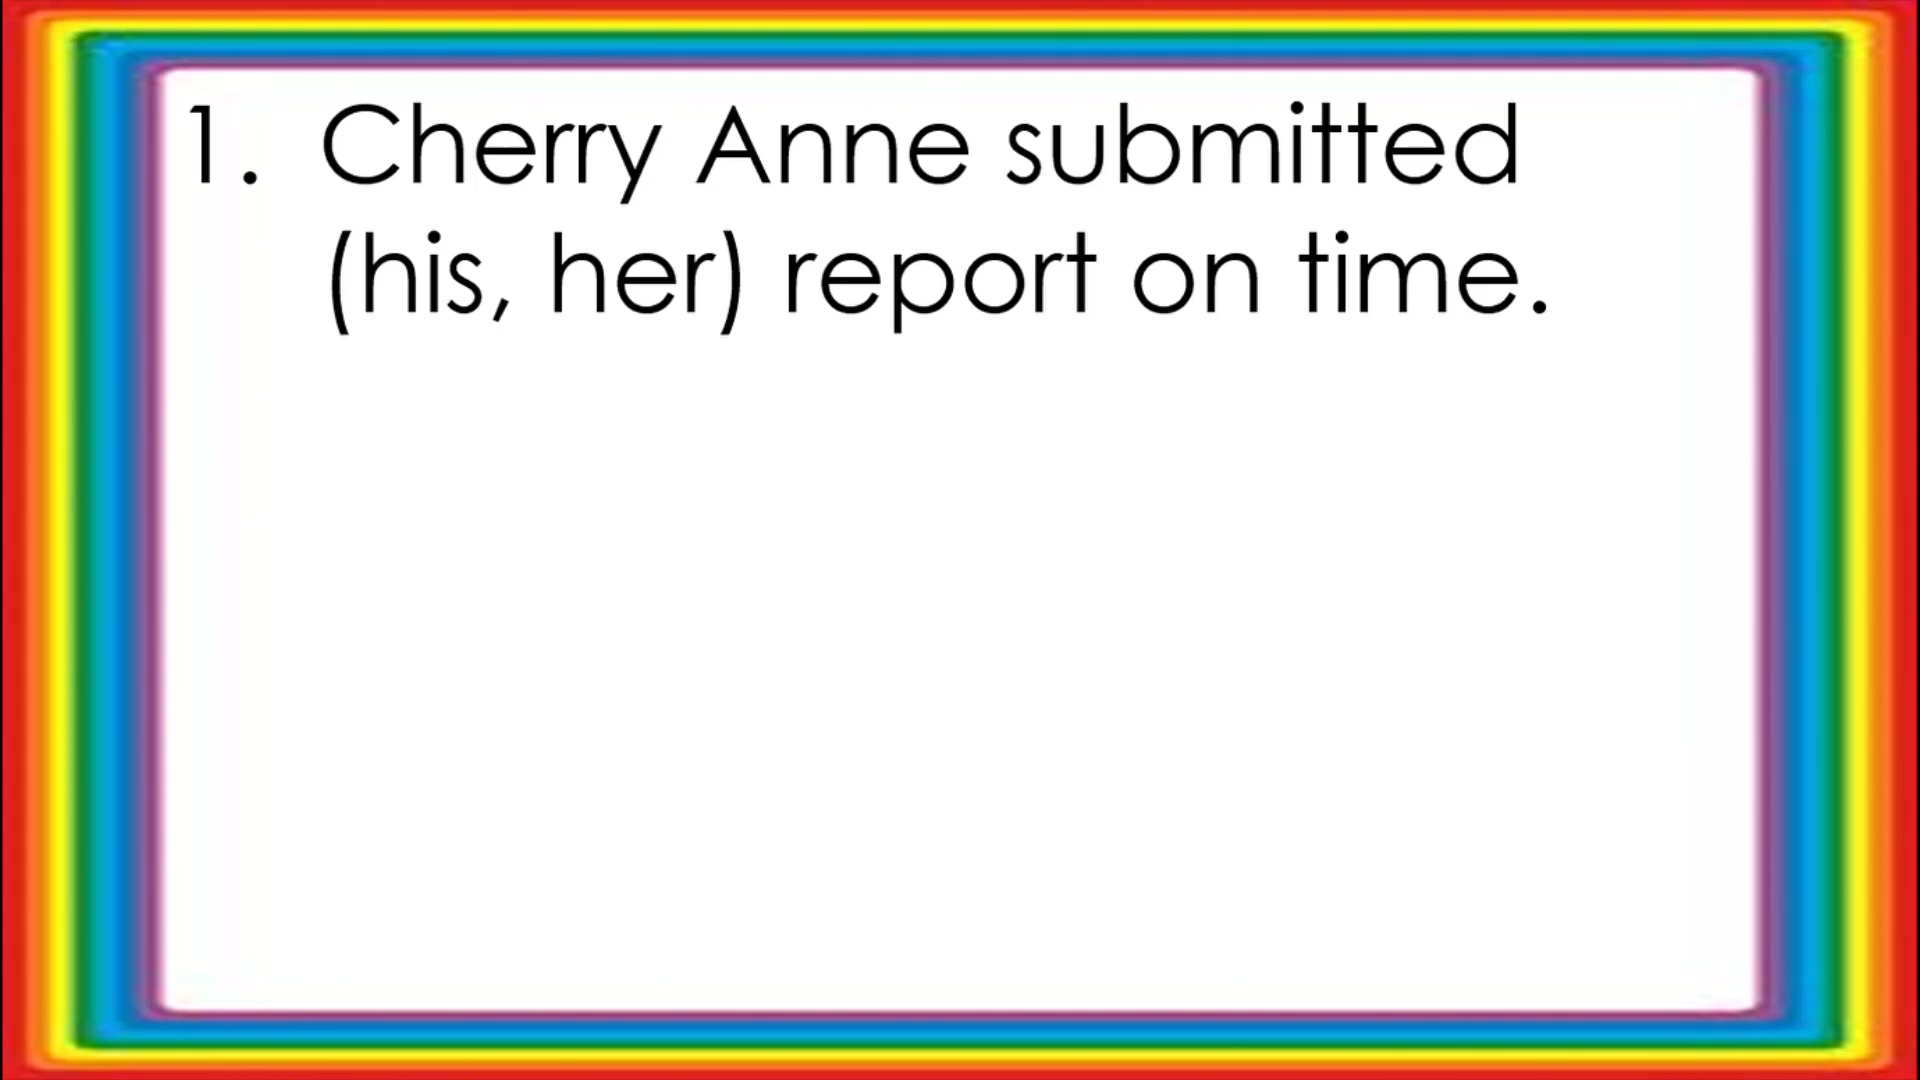 1. Cherry Anne submitted
(his, her) report on time.